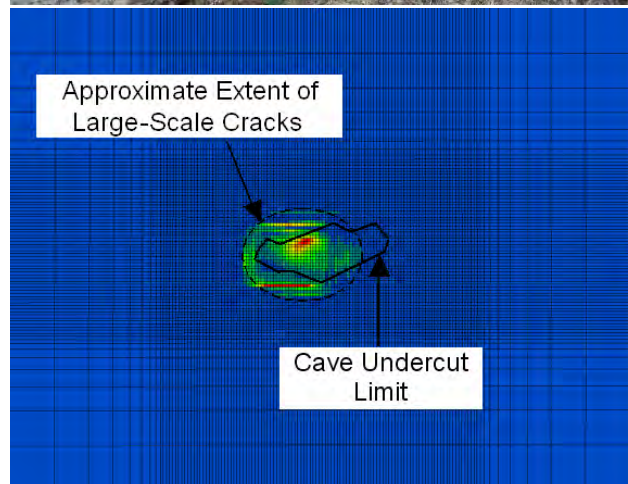 Approximate Extent of
Large-Scale Cracks
Cave Undercut
Limit